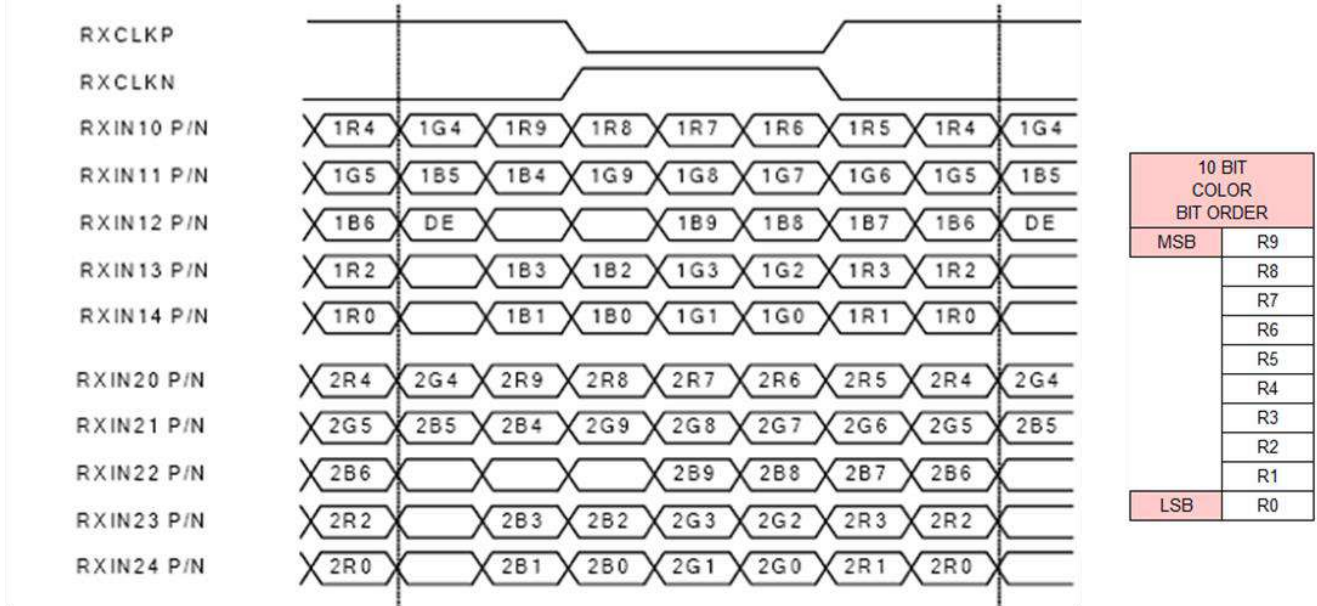 RXCLKP
RXCLKN
RXIN10 P/N 1R4 1G4 1R9 1R8 1R7 1R6 1R5 1R4 1G4
RXIN11 P/N 1G5 1B5 1B4 1G9 1G8 1G7 1G6 1G5 1B5
RXIN12 P/N 1B6 DE 1B9 1B8 1B7 1B6 DE
RXIN13 P/N 1R2 1B3 1B2 1G3 1G2 1R3 1R2
RXIN14 P/N 1R0 1B1 1B0 1G1 1G0 1R1 1R0
RXIN20 P/N 2R4 2G4 2R9 2R8 2R7 2R6 2R5 2R4 2G4
RXIN21 P/N 2G5 2B5 2B4 2G9 2G8 2G7 2G6 2G5 2B5
RXIN22 P/N 2B6 2B9 2B8 2B7 2B6
RXIN23 P/N 2R2 2B3 2B2 2G3 2G2 2R3 2R2
RXIN24 P/N 2R0 2B1 2B0 2G1 2G0 2R1 2R0
10 BIT
COLOR
BIT ORDER
MSB R9
R8
R7
R6
R5
R4
R3
R2
R1
LSB R0